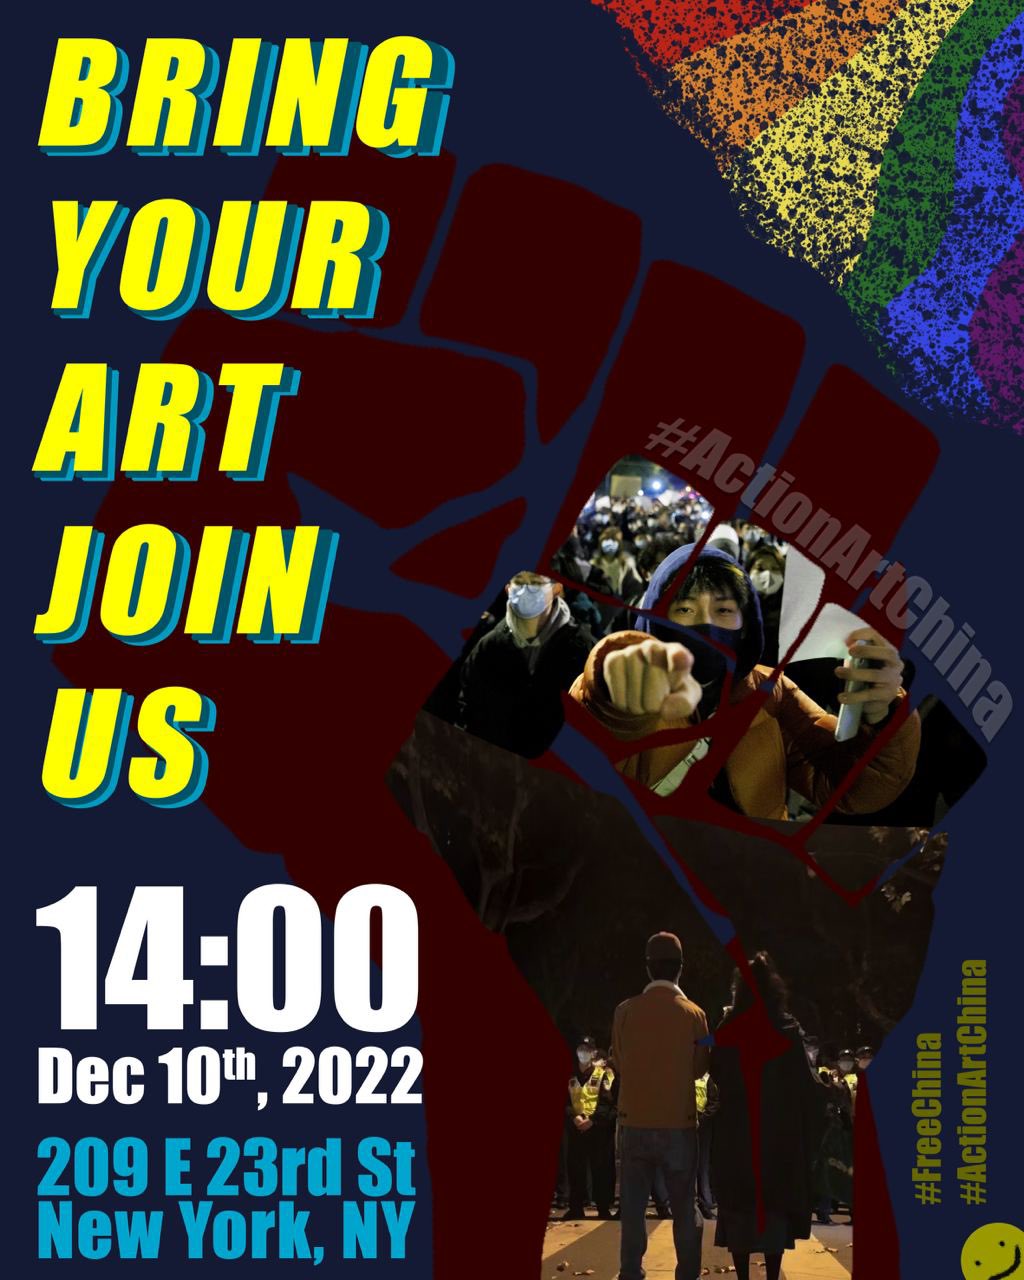 BRING
YOUR
ART
JOIN
US
#ActionArtChina
14:00
Dec 10th, 2022
209 E 23rd St
New York, NY
#FreeChina
#ActionArtChina